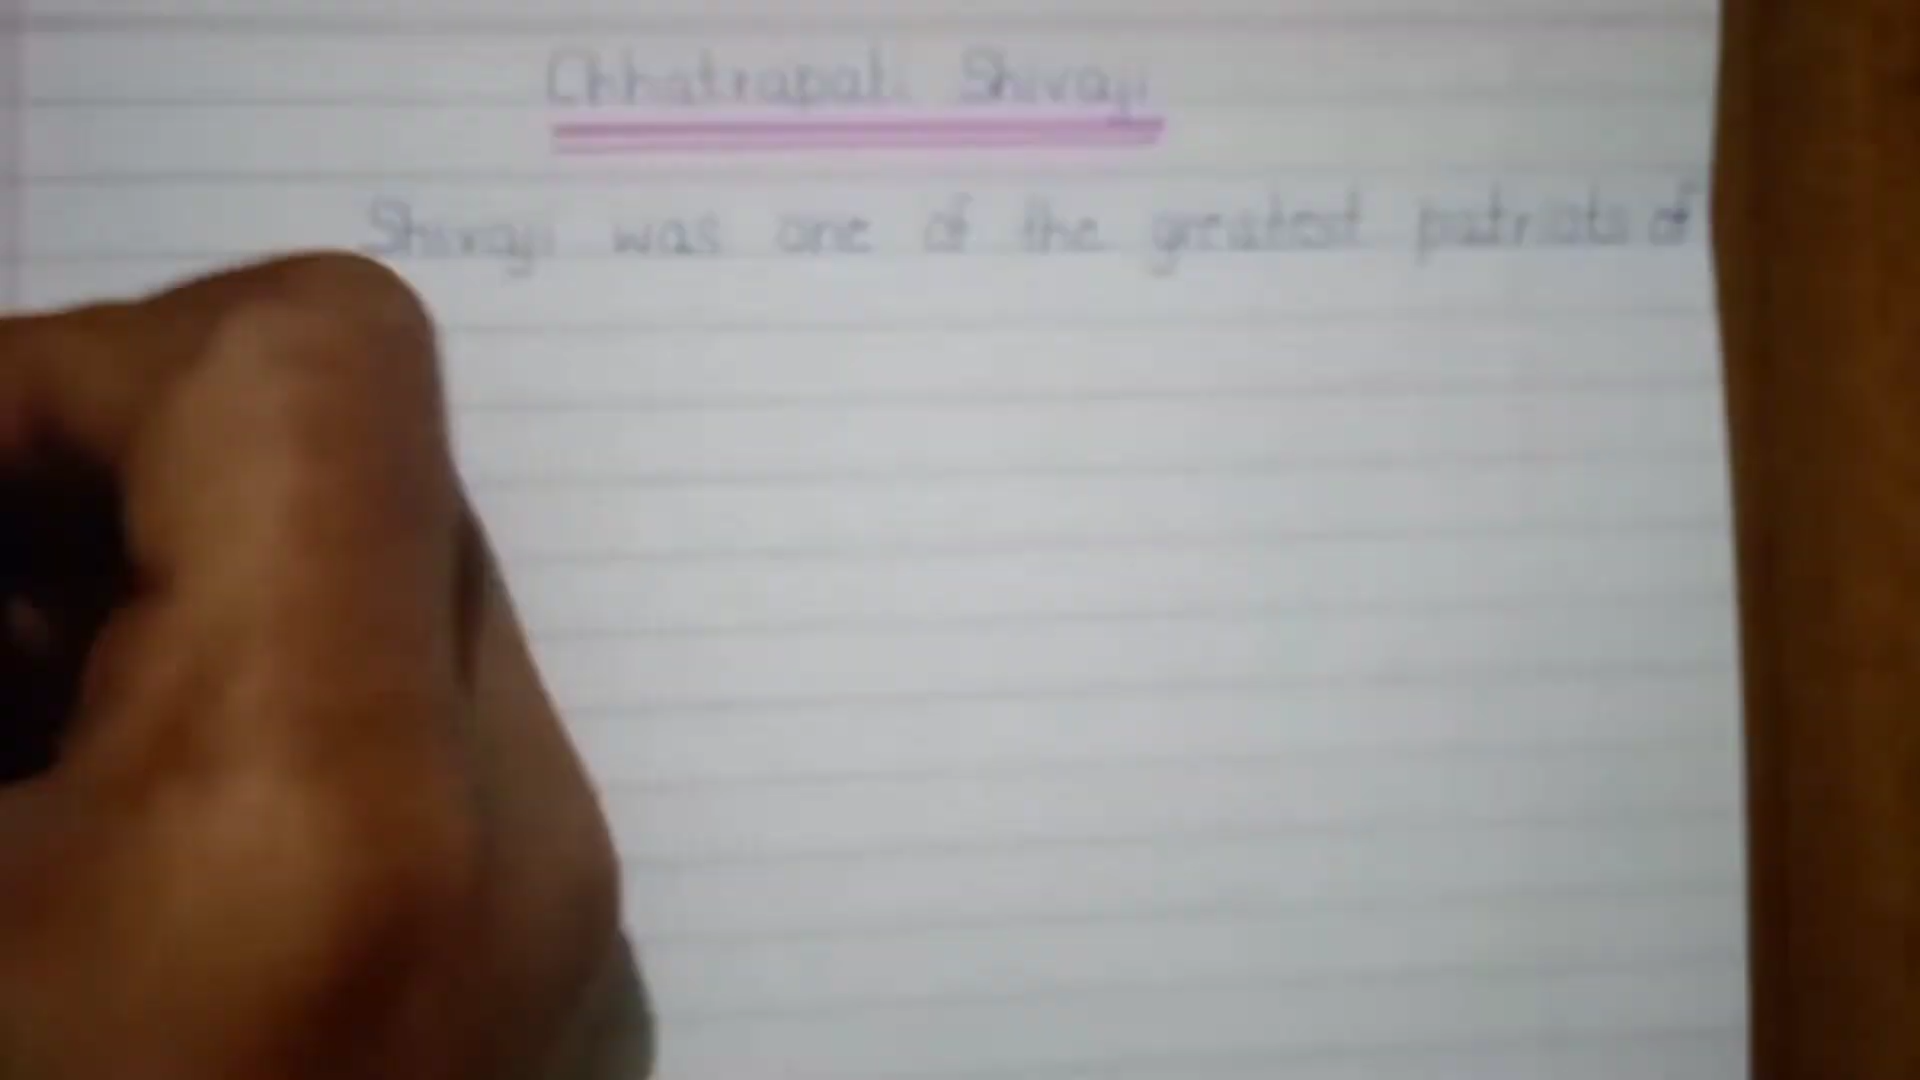 Chhatrapati Shivaji
Shivaji was one of the greatest patriots of